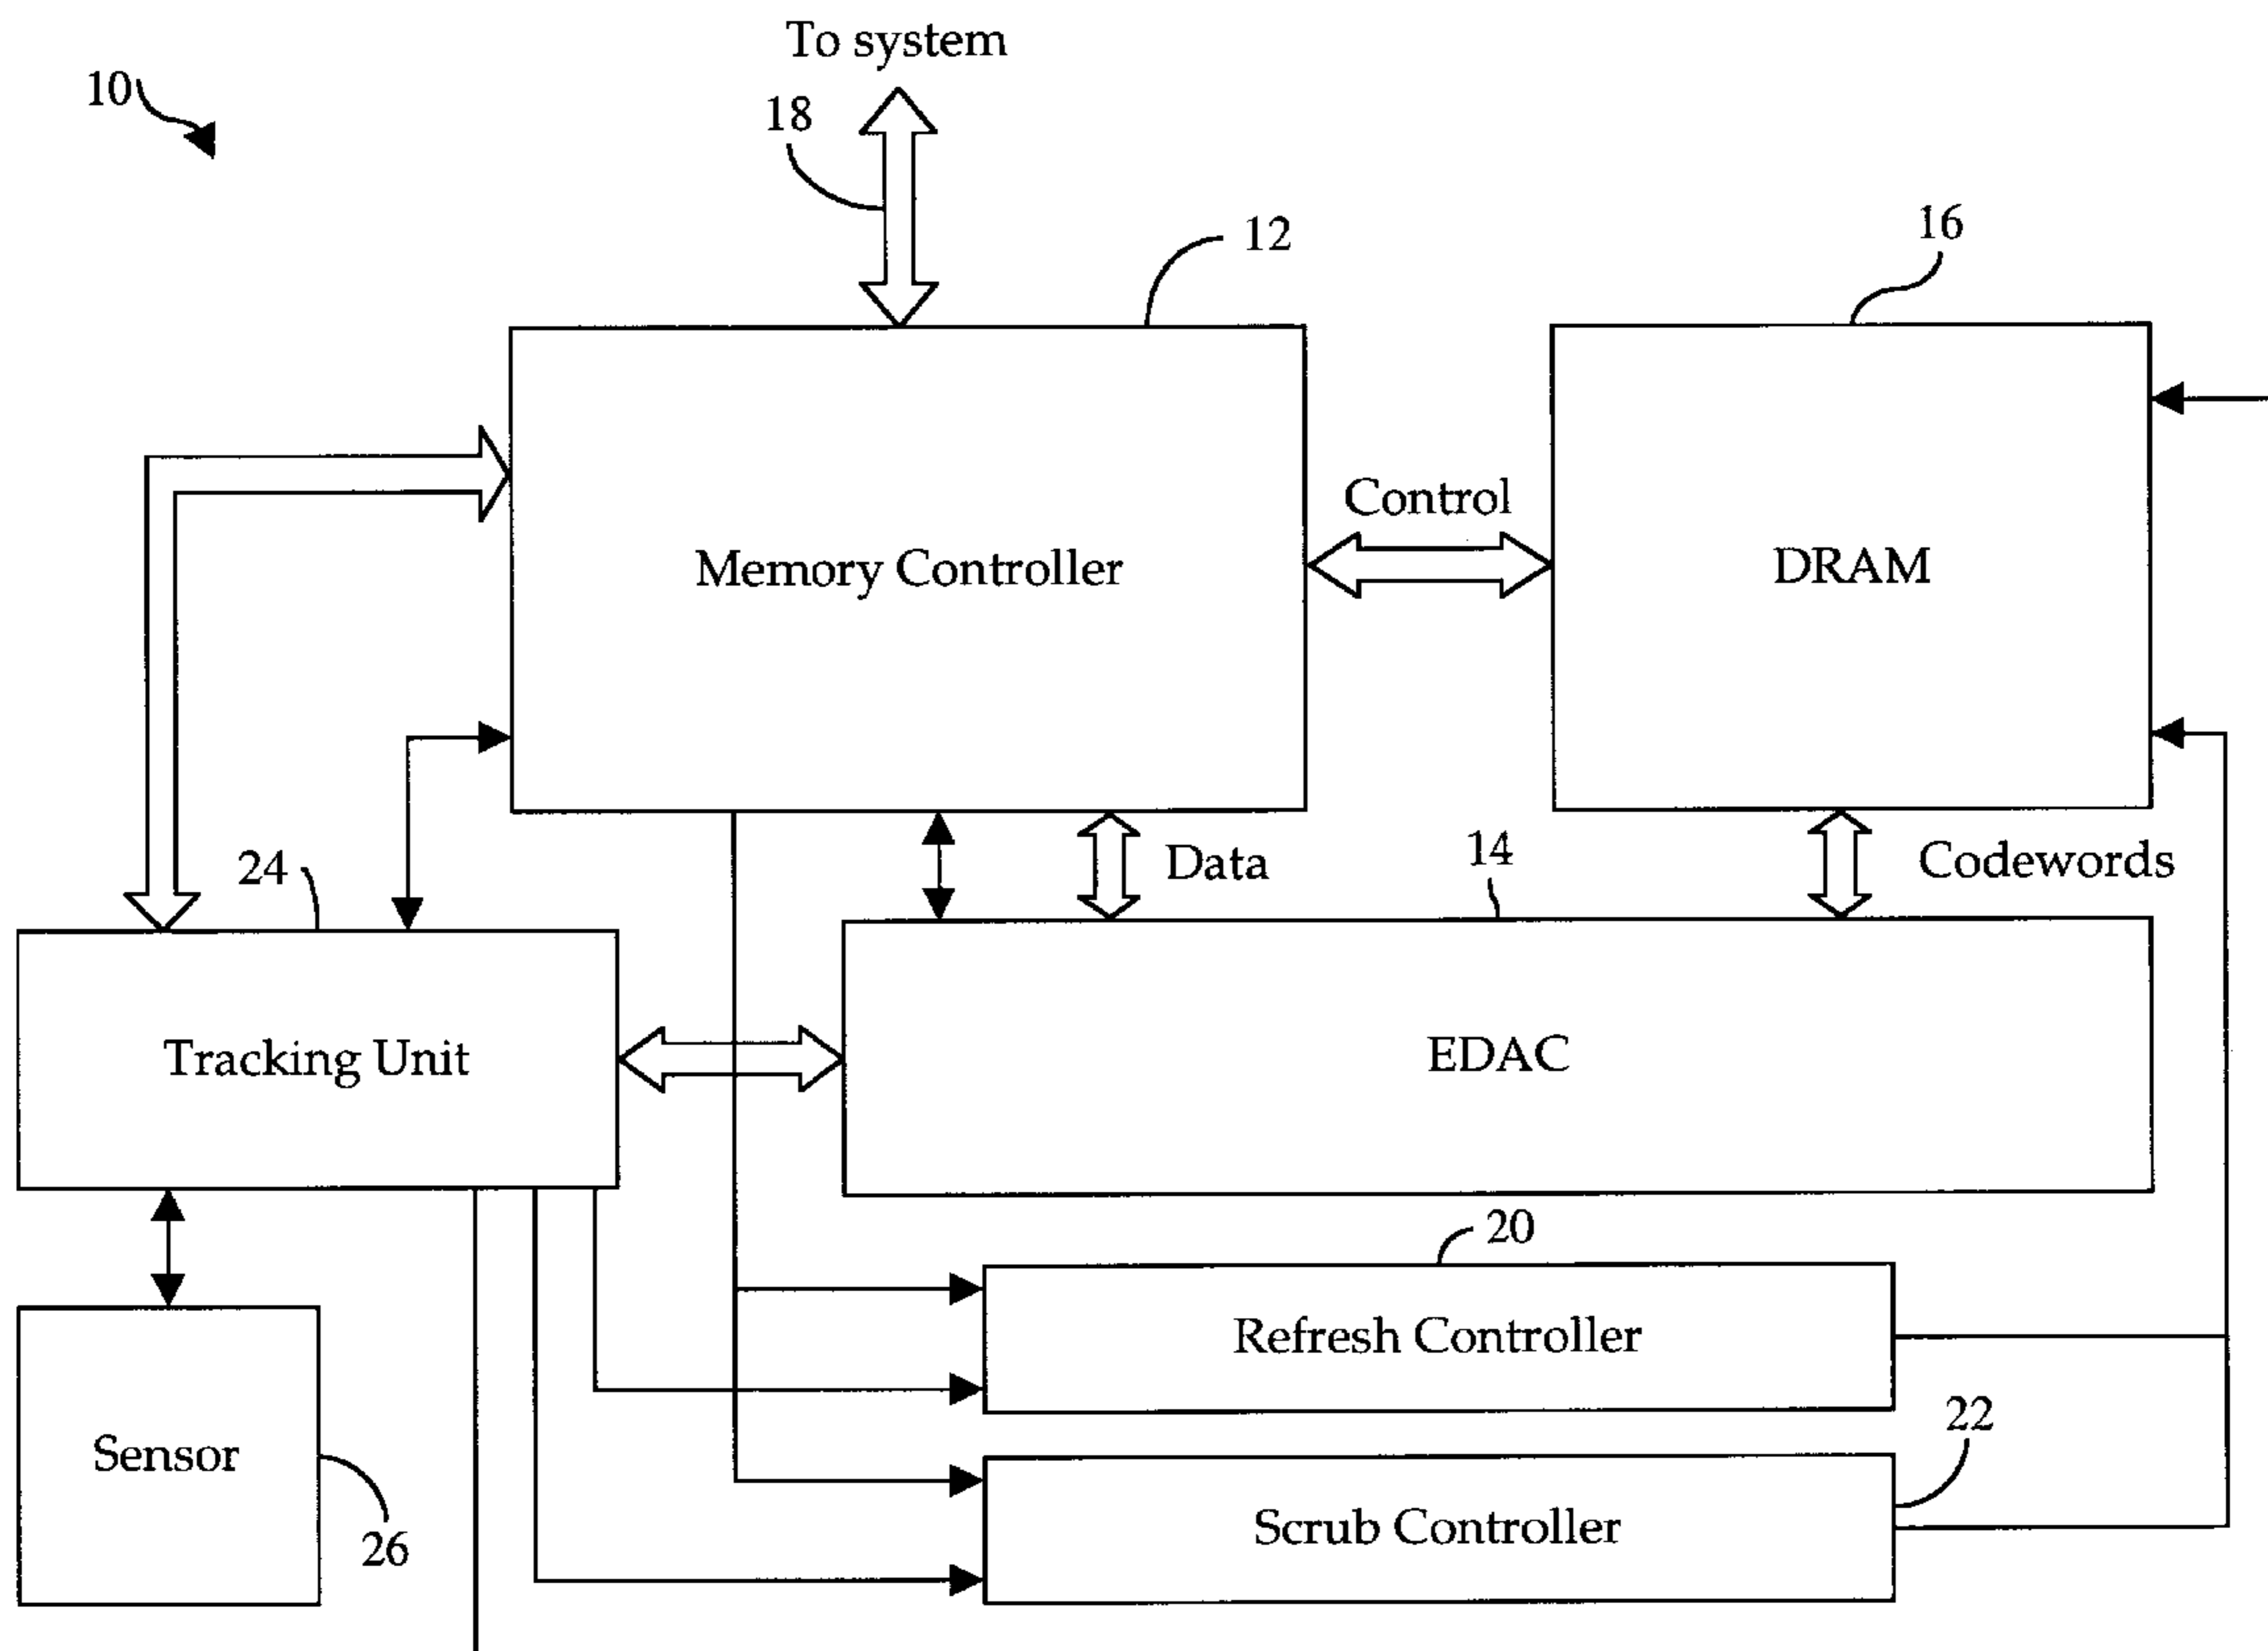 To system
10
18
12
16
Control
Memory Controller
DRAM
24
Data
14
Codewords
Tracking Unit
EDAC
20
Refresh Controller
22
Sensor
Scrub Controller
26